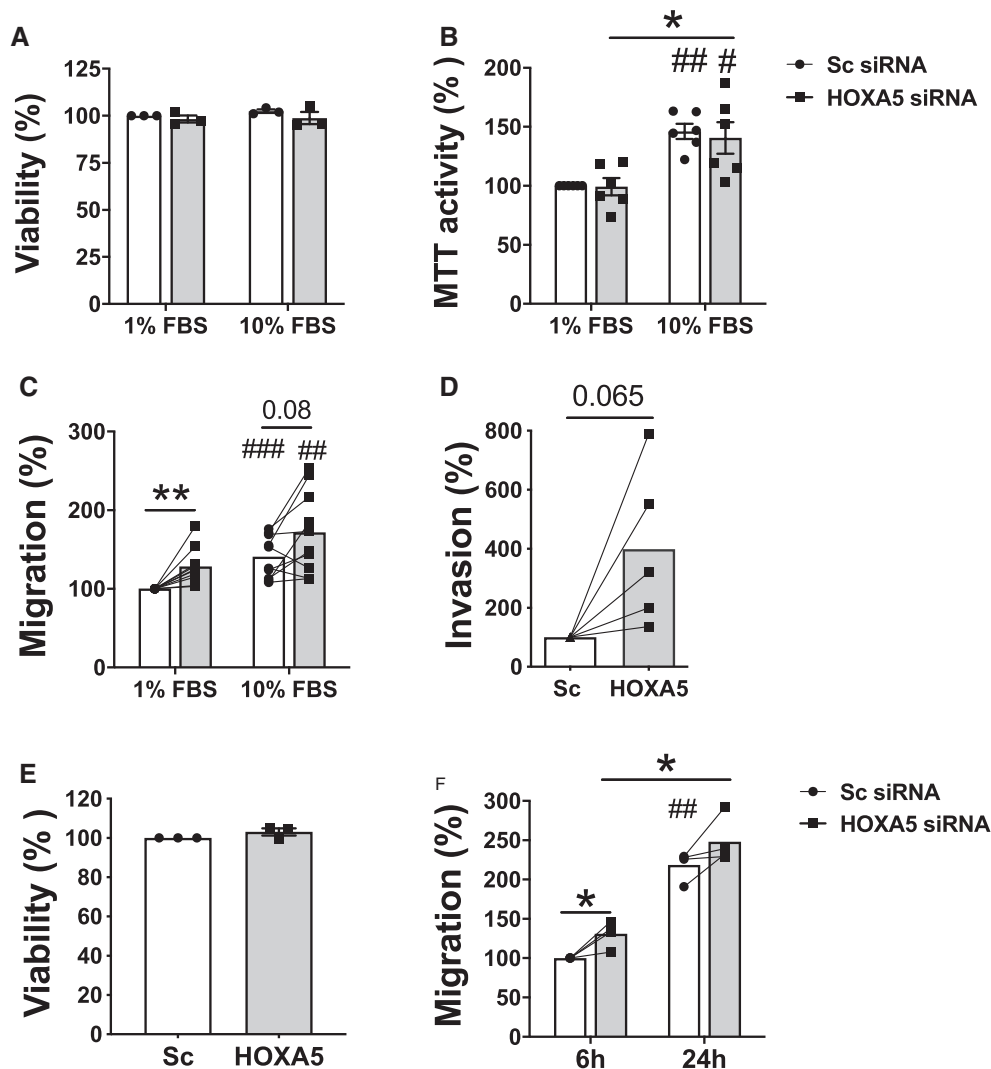 A
Viability (%)
125
100
75
50
25
0
1% FBS
10% FBS
B
MTT activity (% )
200
150
100
50
0
*
##
#
1% FBS
10% FBS
Sc siRNA
HOXA5 siRNA
C
Migration (%)
300
200
100
0
**
0.08
###
##
1% FBS
10% FBS
D
Invasion (%)
800
600
400
200
0
0.065
Sc
HOXA5
E
Viability (% )
120
100
80
60
40
20
0
Sc
HOXA5
F
Migration (%)
300
250
200
150
100
50
0
*
##
*
6h
24h
Sc siRNA
HOXA5 siRNA